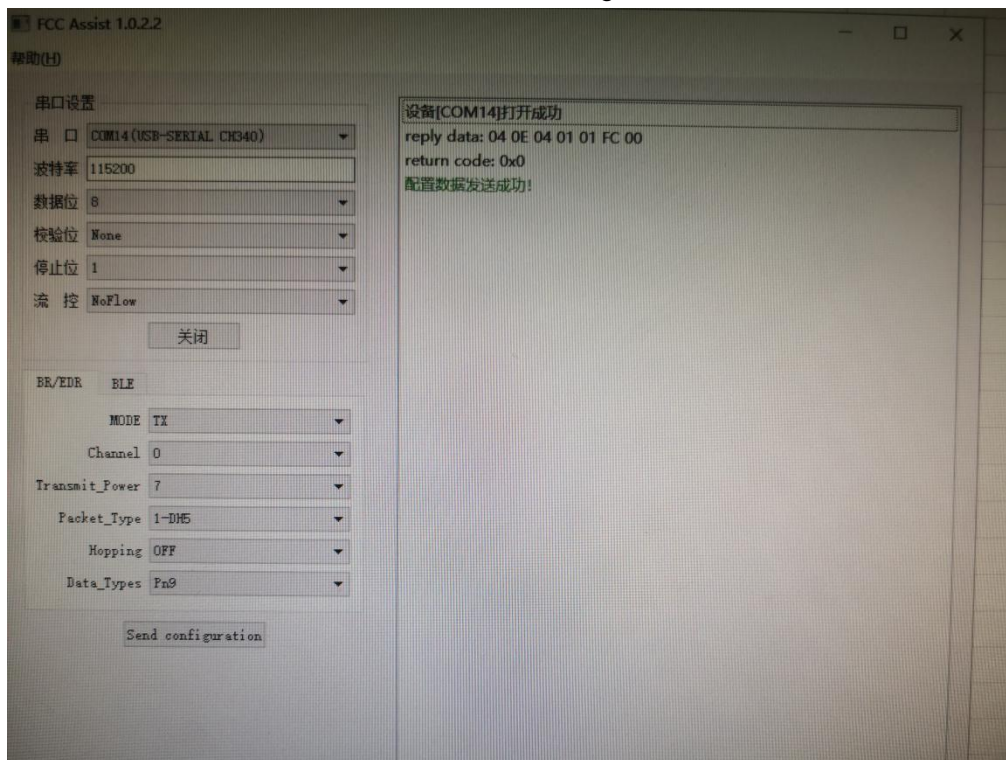 FCC Assist 1.0.2.2
帮助(H)
串口设置
串 口 COM14(USB-SERIAL CH340)
波特率 115200
数据位 8
校验位 None
停止位 1
流 控 NoFlow
关闭
BR/EDR BLE
MODE TX
Channel 0
Transmit_Power 7
Packet_Type 1-DH5
Hopping OFF
Data_Types Pn9
Send configuration
设备[COM14]打开成功
reply data: 04 0E 04 01 01 FC 00
return code: 0x0
配置数据发送成功!